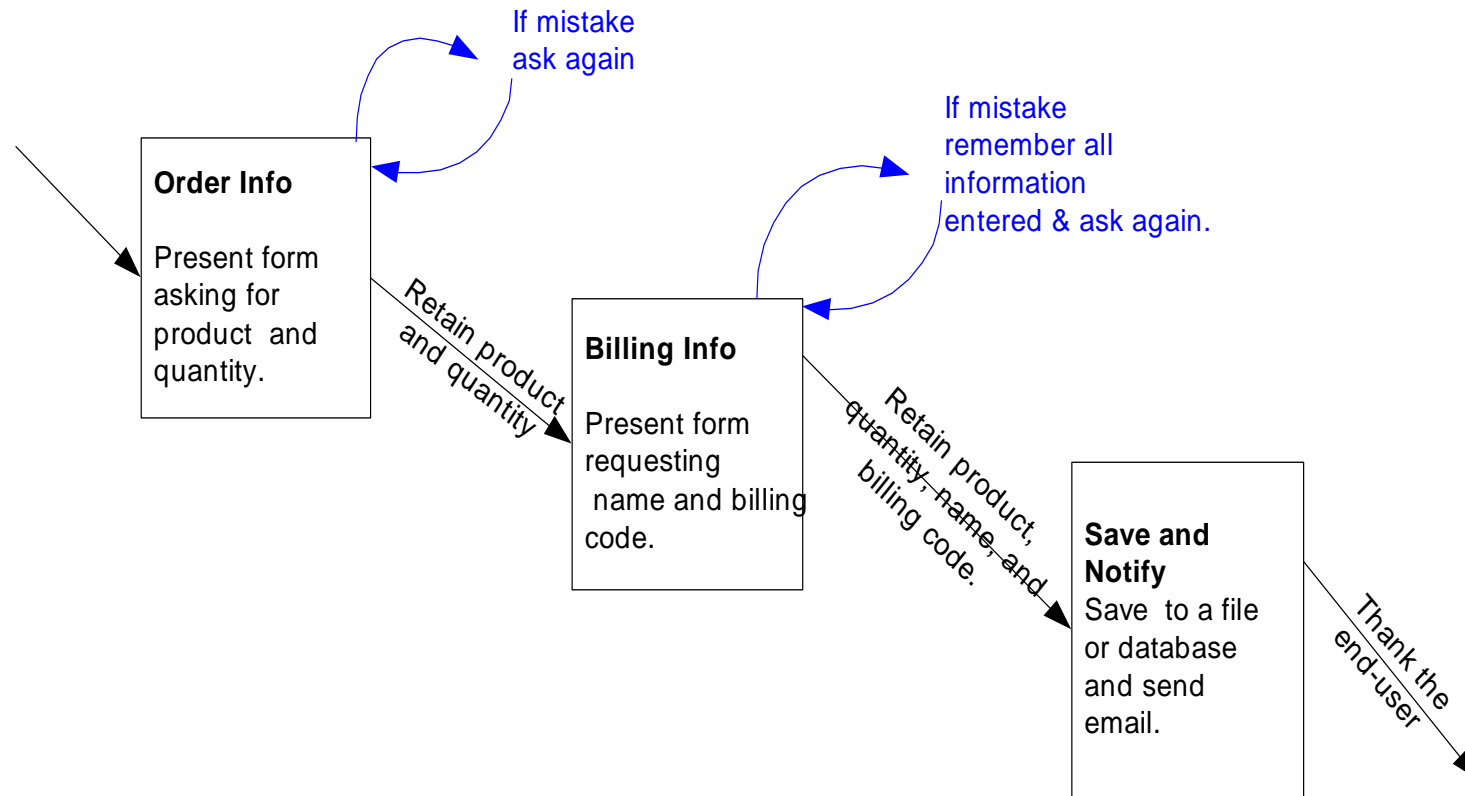 If mistake
ask again
Order Info
Present form
asking for
product and
quantity.
Retain product
and quantity
If mistake
remember all
information
entered & ask again.
Billing Info
Present form
requesting
name and billing
code.
Retain product,
quantity, name, and
billing code.
Save and
Notify
Save to a file
or database
and send
email.
Thank the
end-user